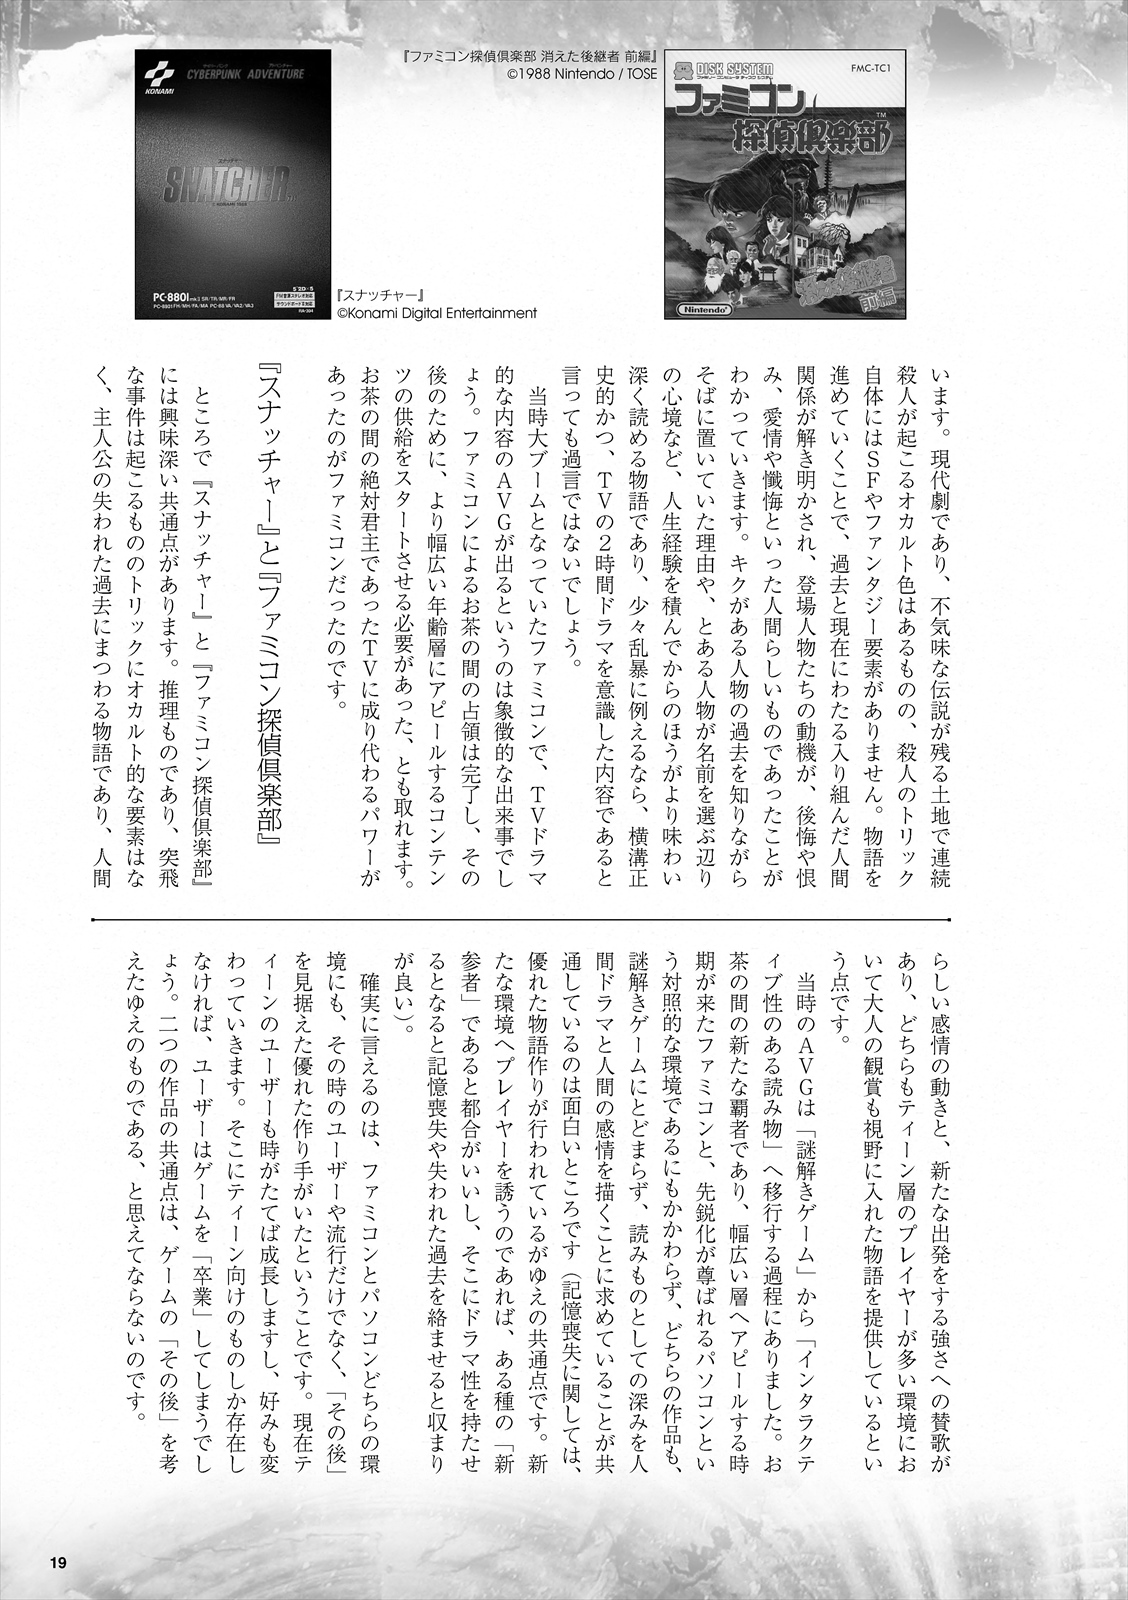 『ファミコン探偵倶楽部 消えた後継者 前編』
©1988 Nintendo / TOSE
DISK SYSTEM
FMC-TC1
ファミコン
探偵倶楽部
TM
消えた後継者
前編
Nintendo
KONAMI
CYBERPUNK ADVENTURE
スナッチャー
SNATCHER
© KONAMI 1988
PC-8801 mkⅡ SR/TR/MR/FR
PC-8801FH/MH/FA/MA PC-88 VA/VA2/VA3
5"2D×5
FM音源ステレオ対応
サウンドボードⅡ対応
『スナッチャー』
©Konami Digital Entertainment
います。現代劇であり、不気味な伝説が残る土地で連続
殺人が起こるオカルト色はあるものの、殺人のトリック
自体にはSFやファンタジー要素がありません。物語を
進めていくことで、過去と現在にわたる入り組んだ人間
関係が解き明かされ、登場人物たちの動機が、後悔や恨
み、愛情や懺悔といった人間らしいものであったことが
わかっていきます。キクがある人物の過去を知りながら
そばに置いていた理由や、とある人物が名前を選ぶ辺り
の心境など、人生経験を積んでからのほうがより味わい
深く読める物語であり、少々乱暴に例えるなら、横溝正
史的かつ、TVの2時間ドラマを意識した内容であると
言っても過言ではないでしょう。
　当時大ブームとなっていたファミコンで、TVドラマ
的な内容のAVGが出るというのは象徴的な出来事でし
ょう。ファミコンによるお茶の間の占領は完了し、その
後のために、より幅広い年齢層にアピールするコンテン
ツの供給をスタートさせる必要があった、とも取れます。
お茶の間の絶対君主であったTVに成り代わるパワーが
あったのがファミコンだったのです。
『スナッチャー』と『ファミコン探偵倶楽部』
　ところで『スナッチャー』と『ファミコン探偵倶楽部』
には興味深い共通点があります。推理ものであり、突飛
な事件は起こるもののトリックにオカルト的な要素はな
く、主人公の失われた過去にまつわる物語であり、人間
らしい感情の動きと、新たな出発をする強さへの賛歌が
あり、どちらもティーン層のプレイヤーが多い環境にお
いて大人の観賞も視野に入れた物語を提供しているとい
う点です。
　当時のAVGは「謎解きゲーム」から「インタラクテ
ィブ性のある読み物」へ移行する過程にありました。お
茶の間の新たな覇者であり、幅広い層へアピールする時
期が来たファミコンと、先鋭化が尊ばれるパソコンとい
う対照的な環境であるにもかかわらず、どちらの作品も、
謎解きゲームにとどまらず、読みものとしての深みを人
間ドラマと人間の感情を描くことに求めていることが共
通しているのは面白いところです（記憶喪失に関しては、
優れた物語作りが行われているがゆえの共通点です。新
たな環境へプレイヤーを誘うのであれば、ある種の「新
参者」であると都合がいいし、そこにドラマ性を持たせ
るとなると記憶喪失や失われた過去を絡ませると収まり
が良い）。
　確実に言えるのは、ファミコンとパソコンどちらの環
境にも、その時のユーザーや流行だけでなく、「その後」
を見据えた優れた作り手がいたということです。現在テ
ィーンのユーザーも時がたてば成長しますし、好みも変
わっていきます。そこにティーン向けのものしか存在し
なければ、ユーザーはゲームを「卒業」してしまうでし
ょう。二つの作品の共通点は、ゲームの「その後」を考
えたゆえのものである、と思えてならないのです。
19